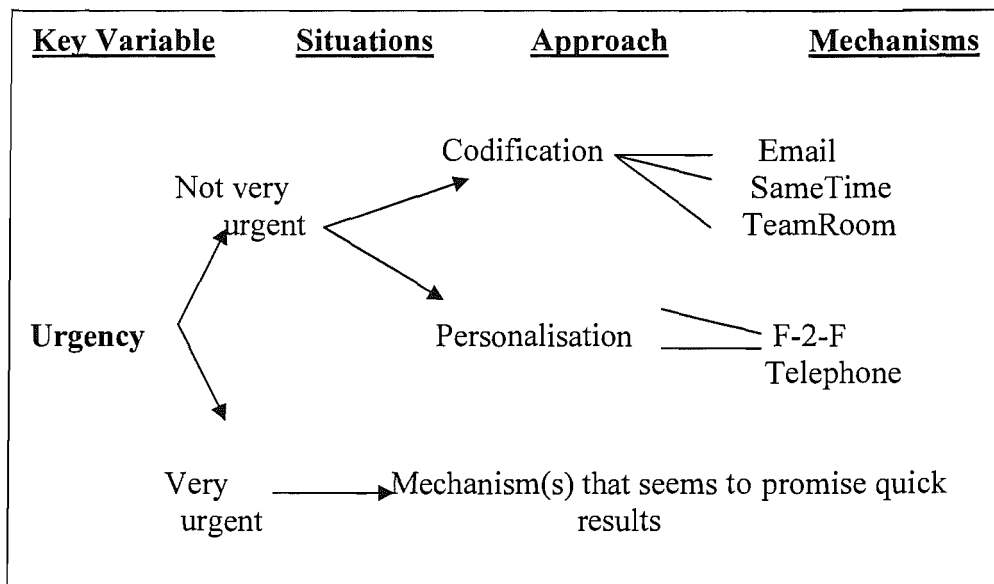 Key Variable Situations Approach Mechanisms
Codification Email
Not very SameTime
urgent TeamRoom
Urgency Personalisation F-2-F
Telephone
Very Mechanism(s) that seems to promise quick
urgent results